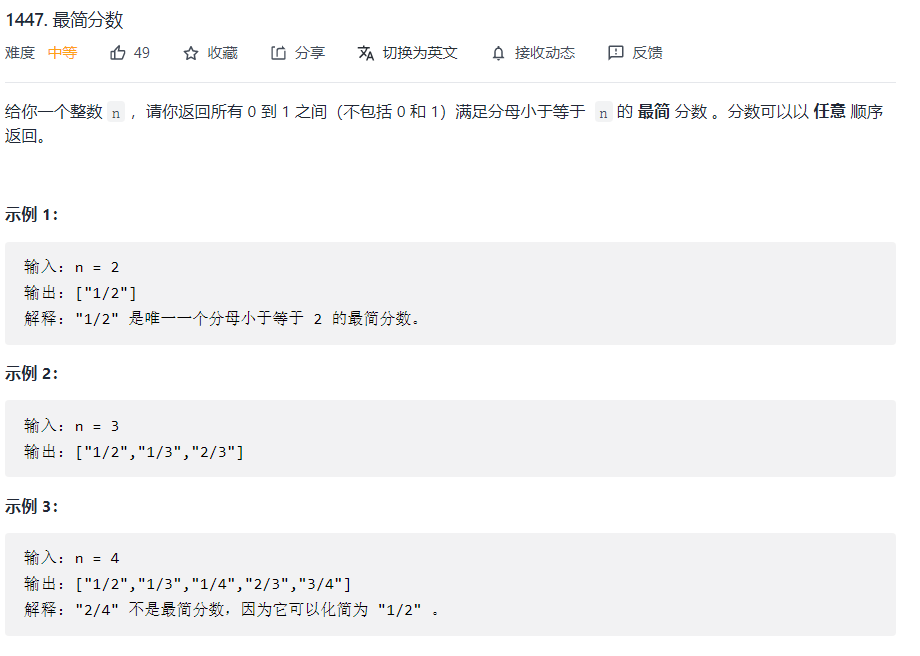 1447. 最简分数
难度 中等 49 收藏 分享 切换为英文 接收动态 反馈
给你一个整数 n ，请你返回所有 0 到 1 之间（不包括 0 和 1）满足分母小于等于 n 的 最简 分数 。分数可以以 任意 顺序
返回。
示例 1：
输入：n = 2
输出：["1/2"]
解释："1/2" 是唯一一个分母小于等于 2 的最简分数。
示例 2：
输入：n = 3
输出：["1/2","1/3","2/3"]
示例 3：
输入：n = 4
输出：["1/2","1/3","1/4","2/3","3/4"]
解释："2/4" 不是最简分数，因为它可以化简为 "1/2" 。